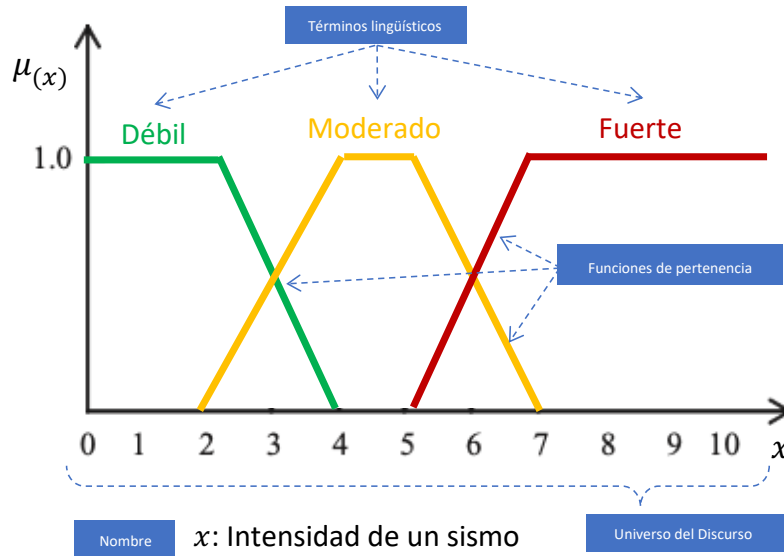 Términos lingüísticos
μ(x)
Débil
Moderado
Fuerte
1.0
Funciones de pertenencia
0 1 2 3 4 5 6 7 8 9 10 x
Nombre
x: Intensidad de un sismo
Universo del Discurso